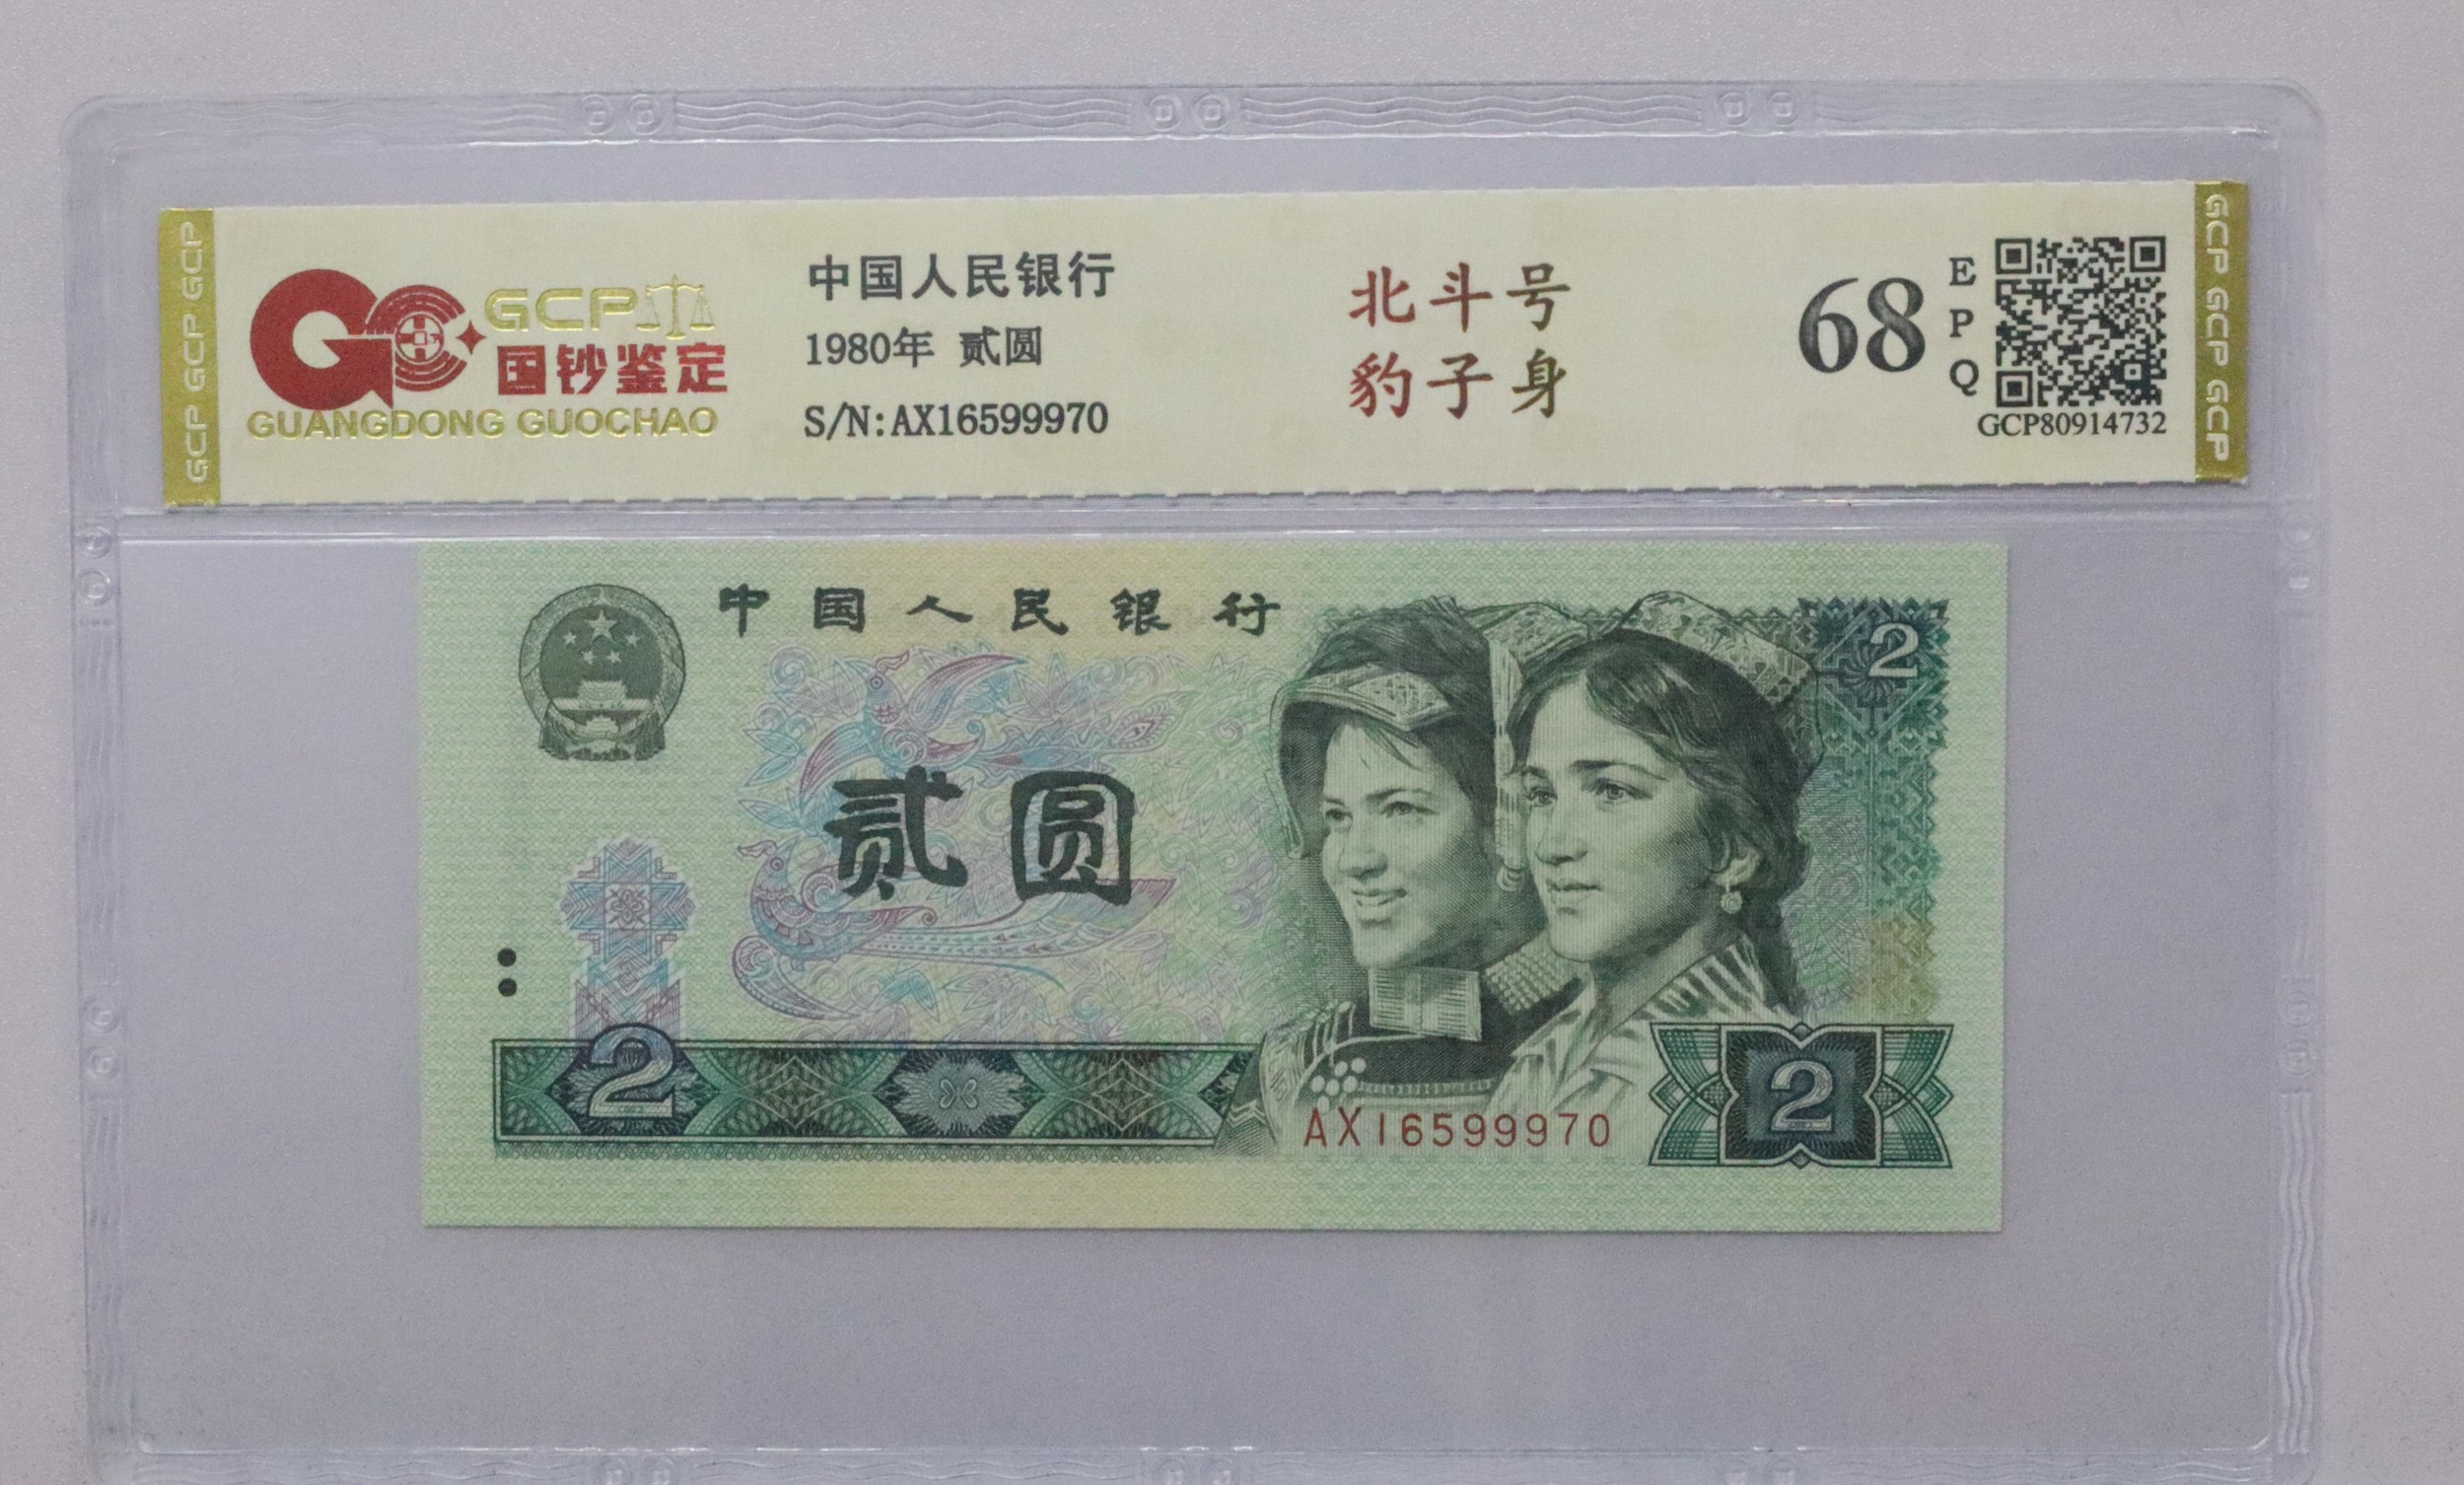 GCP GCP GCP
GCP
国钞鉴定
GUANGDONG GUOCHAO
中国人民银行
1980年 贰圆
S/N:AX16599970
北斗号
豹子身
68
EPQ
GCP80914732
GCP GCP GCP
中国人民银行
2
贰圆
2
2
AX16599970